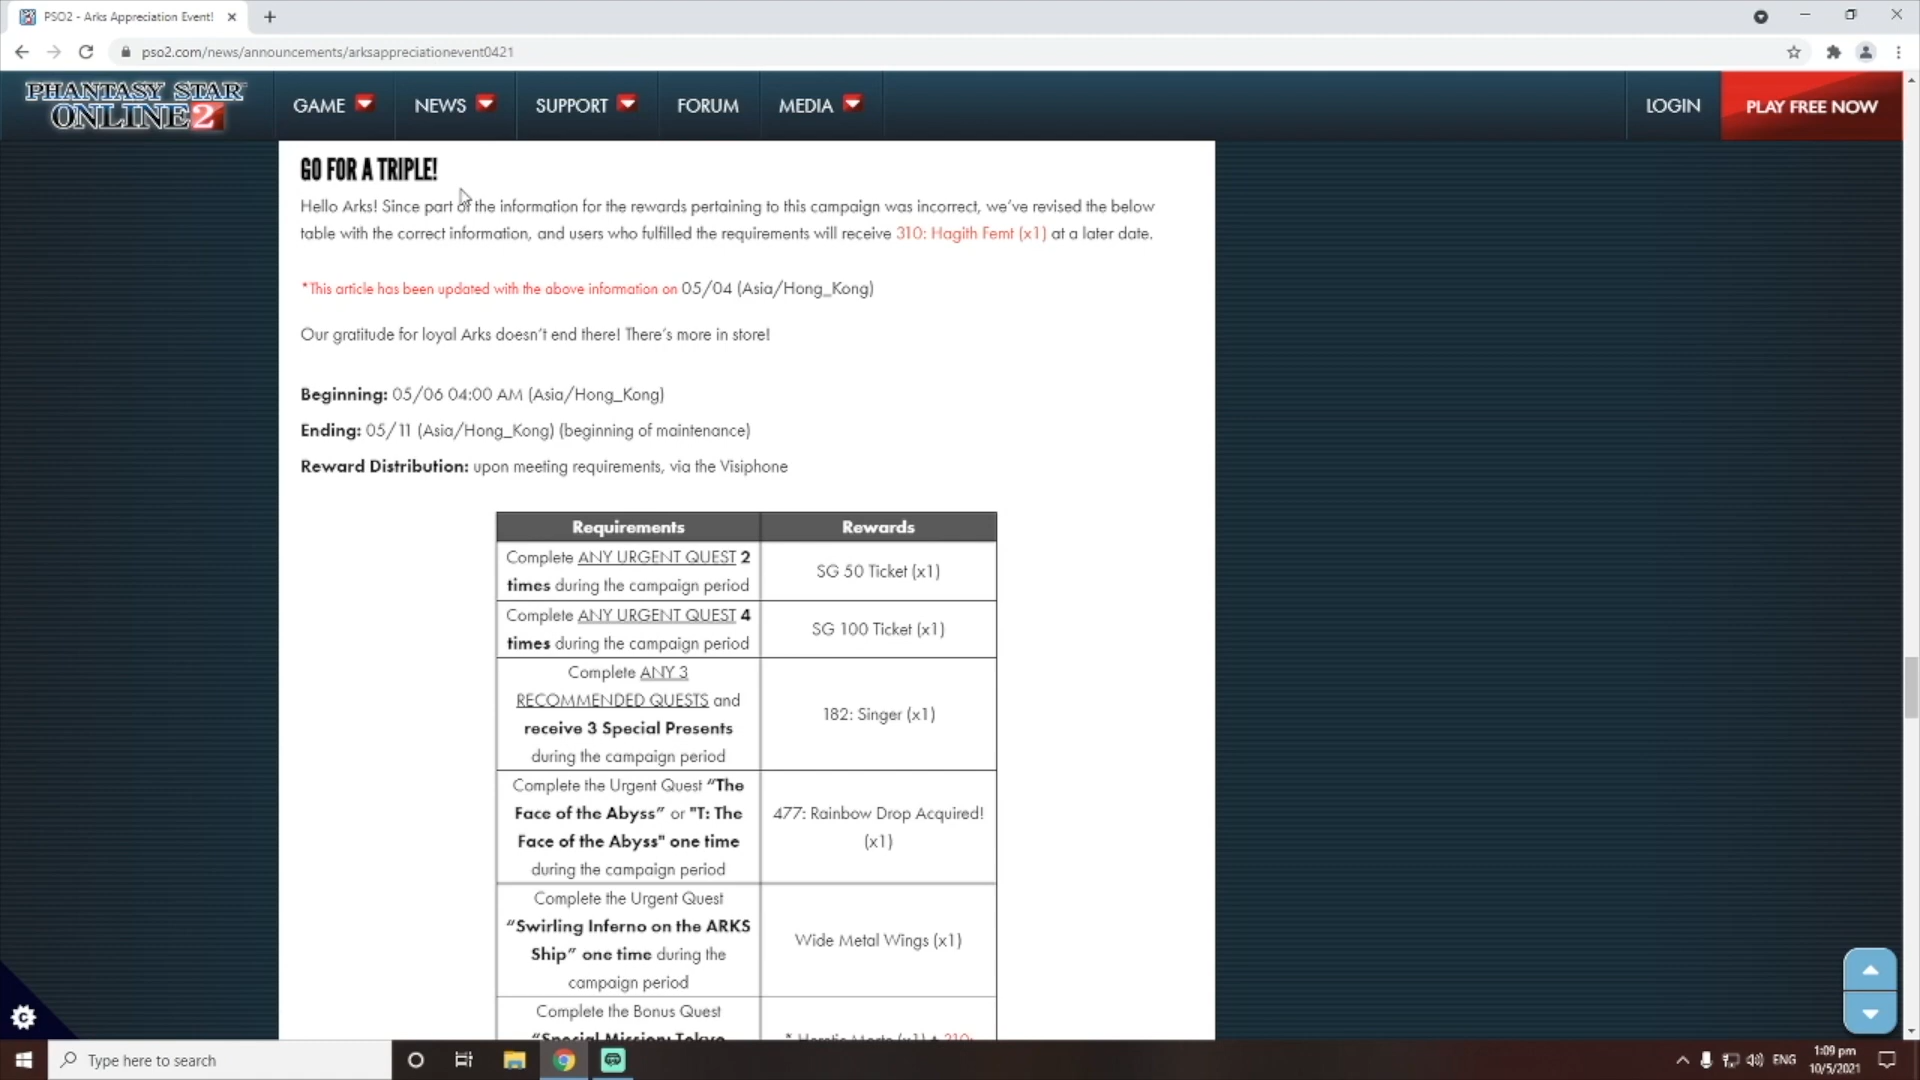 PSO2 - Arks Appreciation Event!
pso2.com/news/announcements/arksappreciationevent0421
PHANTASY STAR
ONLINE 2
GAME
NEWS
SUPPORT
FORUM
MEDIA
LOGIN
PLAY FREE NOW
GO FOR A TRIPLE!
Hello Arks! Since part of the information for the rewards pertaining to this campaign was incorrect, we've revised the below
table with the correct information, and users who fulfilled the requirements will receive 310: Hagith Femt (x1) at a later date.
*This article has been updated with the above information on 05/04 (Asia/Hong_Kong)
Our gratitude for loyal Arks doesn't end there! There's more in store!
Beginning: 05/06 04:00 AM (Asia/Hong_Kong)
Ending: 05/11 (Asia/Hong_Kong) (beginning of maintenance)
Reward Distribution: upon meeting requirements, via the Visiphone
Requirements
Rewards
Complete ANY URGENT QUEST 2
times during the campaign period
SG 50 Ticket (x1)
Complete ANY URGENT QUEST 4
times during the campaign period
SG 100 Ticket (x1)
Complete ANY 3
RECOMMENDED QUESTS and
receive 3 Special Presents
during the campaign period
182: Singer (x1)
Complete the Urgent Quest “The
Face of the Abyss” or "T: The
Face of the Abyss" one time
during the campaign period
477: Rainbow Drop Acquired!
(x1)
Complete the Urgent Quest
“Swirling Inferno on the ARKS
Ship” one time during the
campaign period
Wide Metal Wings (x1)
Complete the Bonus Quest
“Special Mission: Tokyo
(x1) + 310:
Type here to search
ENG
1:09 pm
10/5/2021